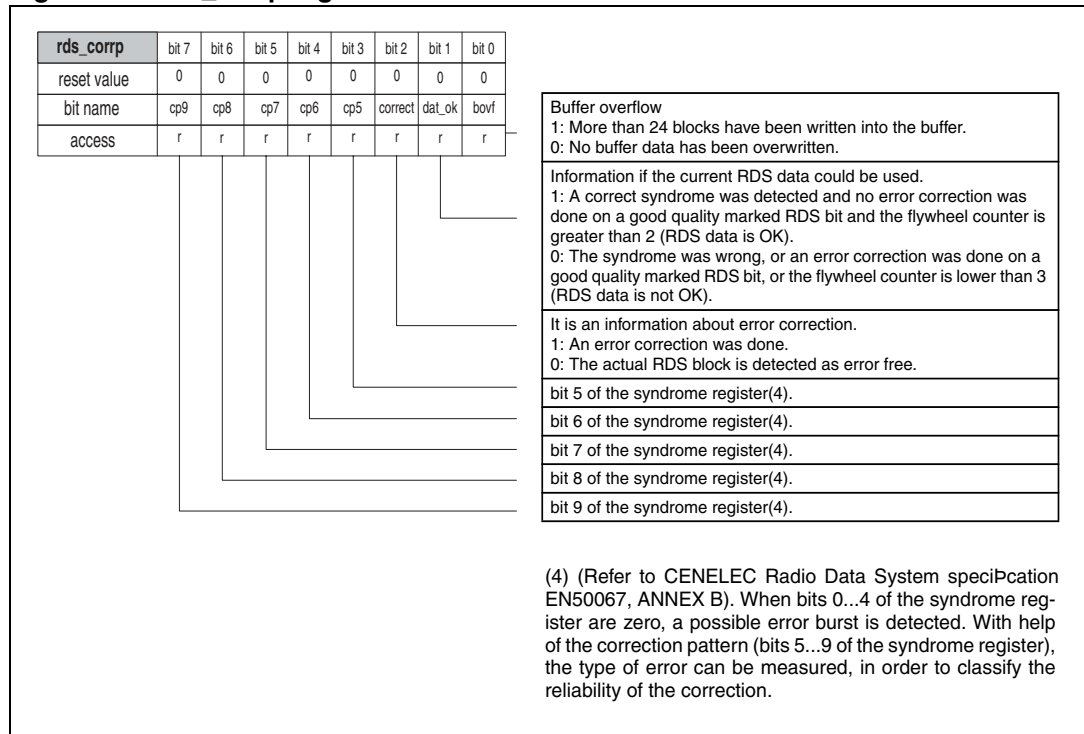 rds_corrp bit 7 bit 6 bit 5 bit 4 bit 3 bit 2 bit 1 bit 0
reset value 0 0 0 0 0 0 0 0
bit name cp9 cp8 cp7 cp6 cp5 correct dat_ok bovf
access r r r r r r r r
Buffer overflow
1: More than 24 blocks have been written into the buffer.
0: No buffer data has been overwritten.
Information if the current RDS data could be used.
1: A correct syndrome was detected and no error correction was
done on a good quality marked RDS bit and the flywheel counter is
greater than 2 (RDS data is OK).
0: The syndrome was wrong, or an error correction was done on a
good quality marked RDS bit, or the flywheel counter is lower than 3
(RDS data is not OK).
It is an information about error correction.
1: An error correction was done.
0: The actual RDS block is detected as error free.
bit 5 of the syndrome register(4).
bit 6 of the syndrome register(4).
bit 7 of the syndrome register(4).
bit 8 of the syndrome register(4).
bit 9 of the syndrome register(4).
(4) (Refer to CENELEC Radio Data System speciÞcation
EN50067, ANNEX B). When bits 0...4 of the syndrome reg-
ister are zero, a possible error burst is detected. With help
of the correction pattern (bits 5...9 of the syndrome register),
the type of error can be measured, in order to classify the
reliability of the correction.